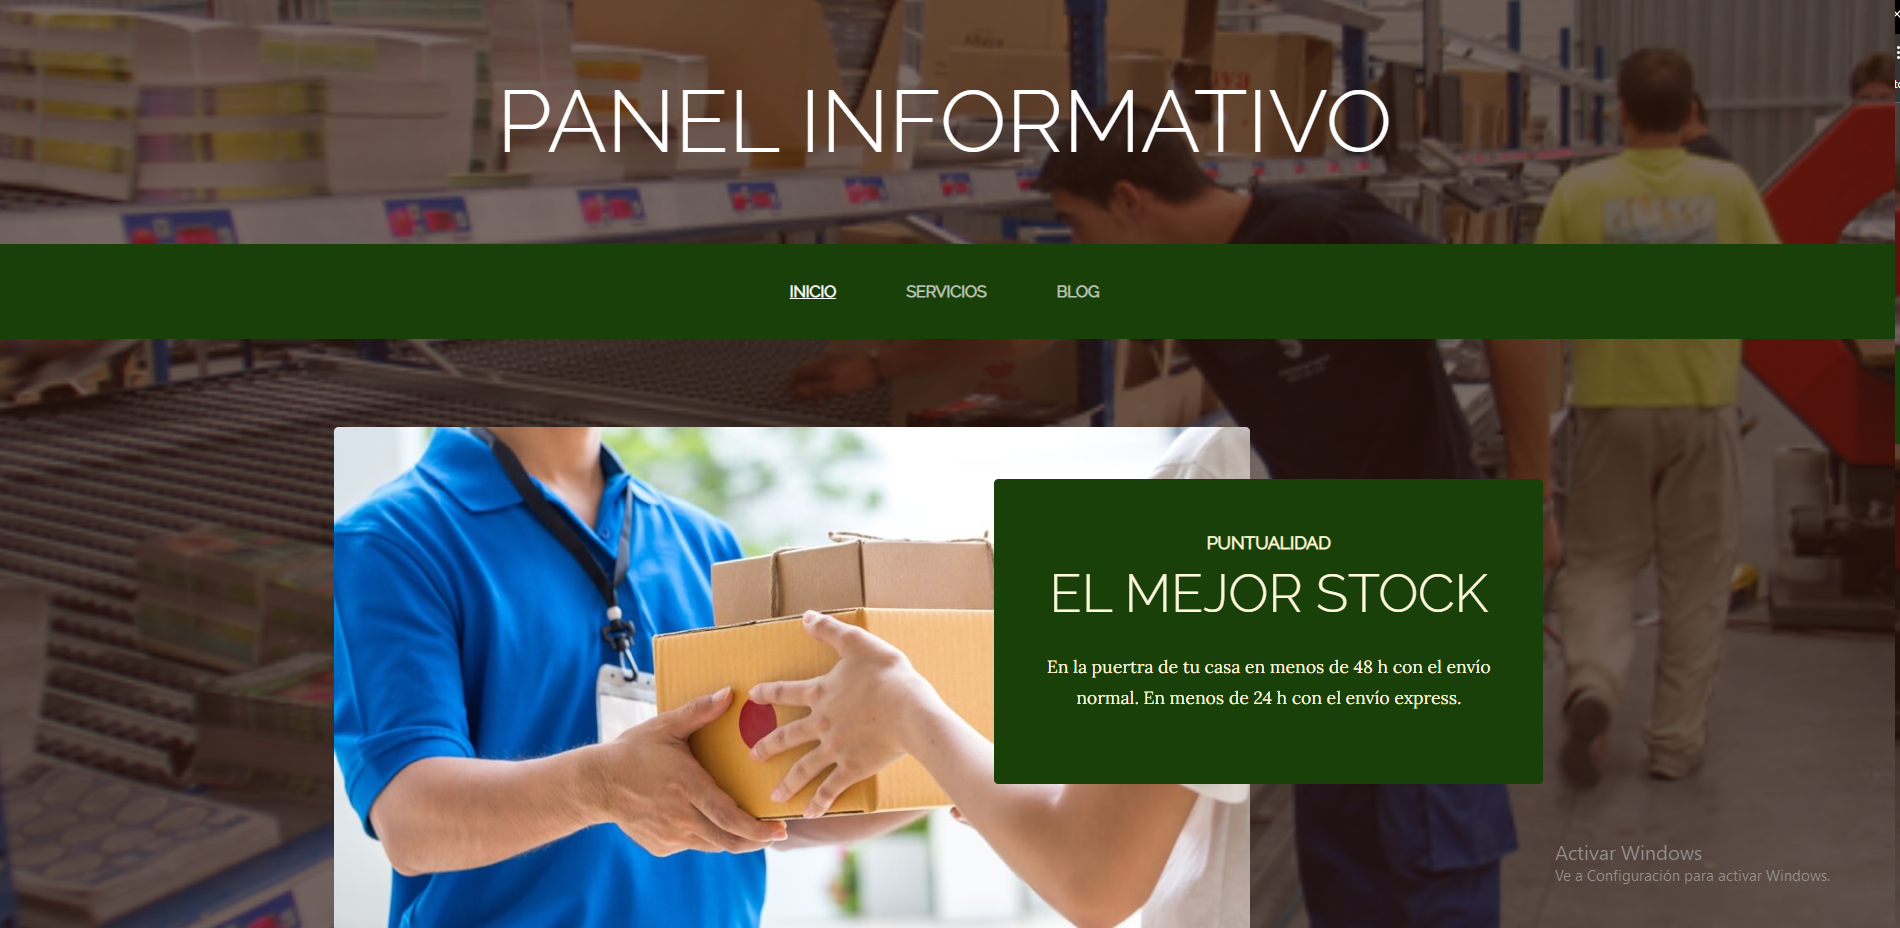 PANEL INFORMATIVO
INICIO
SERVICIOS
BLOG
PUNTUALIDAD
EL MEJOR STOCK
En la puertra de tu casa en menos de 48 h con el envío
normal. En menos de 24 h con el envío express.
Activar Windows
Ve a Configuración para activar Windows.